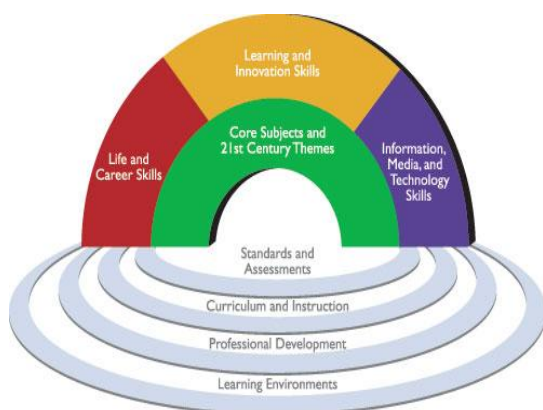 Learning and
Innovation Skills
Core Subjects and
21st Century Themes
Life and
Career Skills
Information,
Media, and
Technology
Skills
Standards and
Assessments
Curriculum and Instruction
Professional Development
Learning Environments